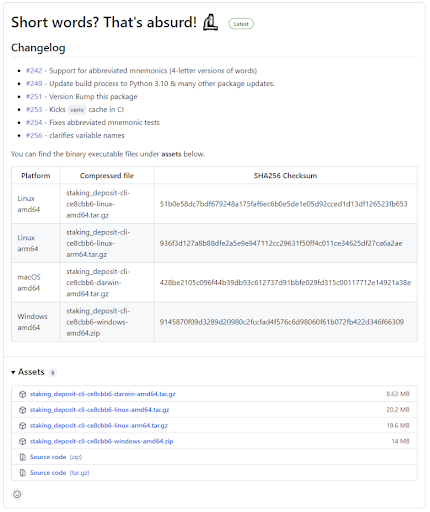 Short words? That's absurd!
Latest
Changelog
#242 - Support for abbreviated mnemonics (4-letter versions of words)
#249 - Update build process to Python 3.10 & many other package updates.
#251 - Version Bump this package
#253 - Kicks venv cache in CI
#254 - Fixes abbreviated mnemonic tests
#256 - clarifies variable names
You can find the binary executable files under assets below.
Platform Compressed file SHA256 Checksum
Linux amd64 staking_deposit-cli-ce8cbb6-linux-amd64.tar.gz 51b0e58dc7bdf679248a175faf6ec6b0e5de1e05d92cced1d13df126523fb653
Linux arm64 staking_deposit-cli-ce8cbb6-linux-arm64.tar.gz 936f3d127a8b88dfe2a5e9e947112cc29631f50ff4c011ce34625df27ca6a2ae
macOS amd64 staking_deposit-cli-ce8cbb6-darwin-amd64.tar.gz 428be2105c096f44b39db93c612737d91bbfe029fd315c00117712e14921a38e
Windows amd64 staking_deposit-cli-ce8cbb6-windows-amd64.zip 9145870f09d3289d20980c2fccfad4f576c6d98060f61b072fb422d346f66309
Assets 6
staking_deposit-cli-ce8cbb6-darwin-amd64.tar.gz 8.63 MB
staking_deposit-cli-ce8cbb6-linux-amd64.tar.gz 20.2 MB
staking_deposit-cli-ce8cbb6-linux-arm64.tar.gz 19.6 MB
staking_deposit-cli-ce8cbb6-windows-amd64.zip 14 MB
Source code (zip)
Source code (tar.gz)